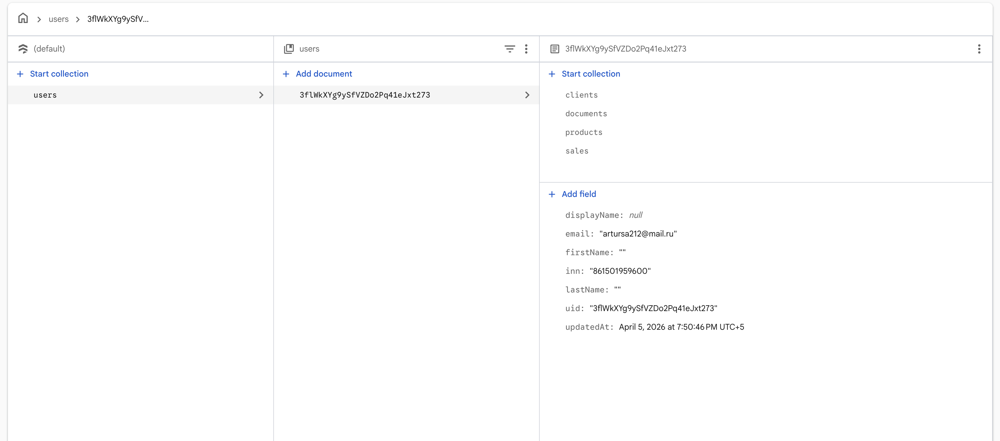 users
3flWkXYg9ySfV...
(default)
users
3flWkXYg9ySfVZDo2Pq41eJxt273
Start collection
Add document
Start collection
users
3flWkXYg9ySfVZDo2Pq41eJxt273
clients
documents
products
sales
Add field
displayName: null
email: "artursa212@mail.ru"
firstName: ""
inn: "861501959600"
lastName: ""
uid: "3flWkXYg9ySfVZDo2Pq41eJxt273"
updatedAt: April 5, 2026 at 7:50:46 PM UTC+5